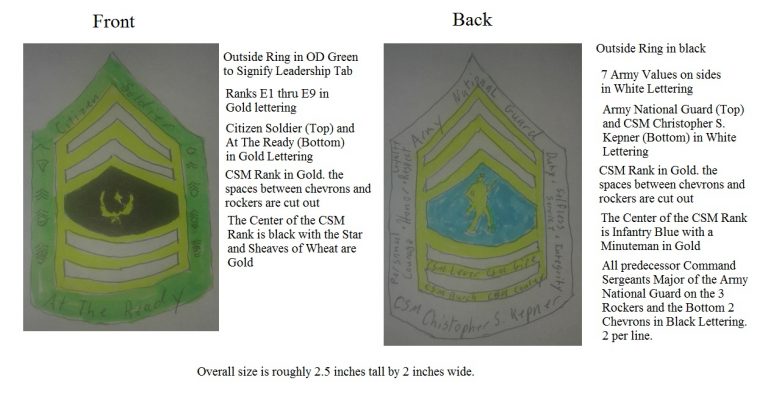 Front
Back
Outside Ring in OD Green
to Signify Leadership Tab
Ranks E1 thru E9 in
Gold lettering
Citizen Soldier (Top) and
At The Ready (Bottom)
in Gold Lettering
CSM Rank in Gold. the
spaces between chevrons and
rockers are cut out
The Center of the CSM
Rank is black with the Star
and Sheaves of Wheat are
Gold
Outside Ring in black
7 Army Values on sides
in White Lettering
Army National Guard (Top)
and CSM Christopher S.
Kepner (Bottom) in White
Lettering
CSM Rank in Gold. the
spaces between chevrons and
rockers are cut out
The Center of the CSM Rank
is Infantry Blue with a
Minuteman in Gold
All predecessor Command
Sergeants Major of the Army
National Guard on the 3
Rockers and the Bottom 2
Chevrons in Black Lettering.
2 per line.
Citizen Soldier
At The Ready
Army National Guard
Personal Courage Honor Respect Loyalty
Duty Selfless Service Integrity
CSM CSM
CSM CSM
CSM Christopher S. Kepner
Overall size is roughly 2.5 inches tall by 2 inches wide.